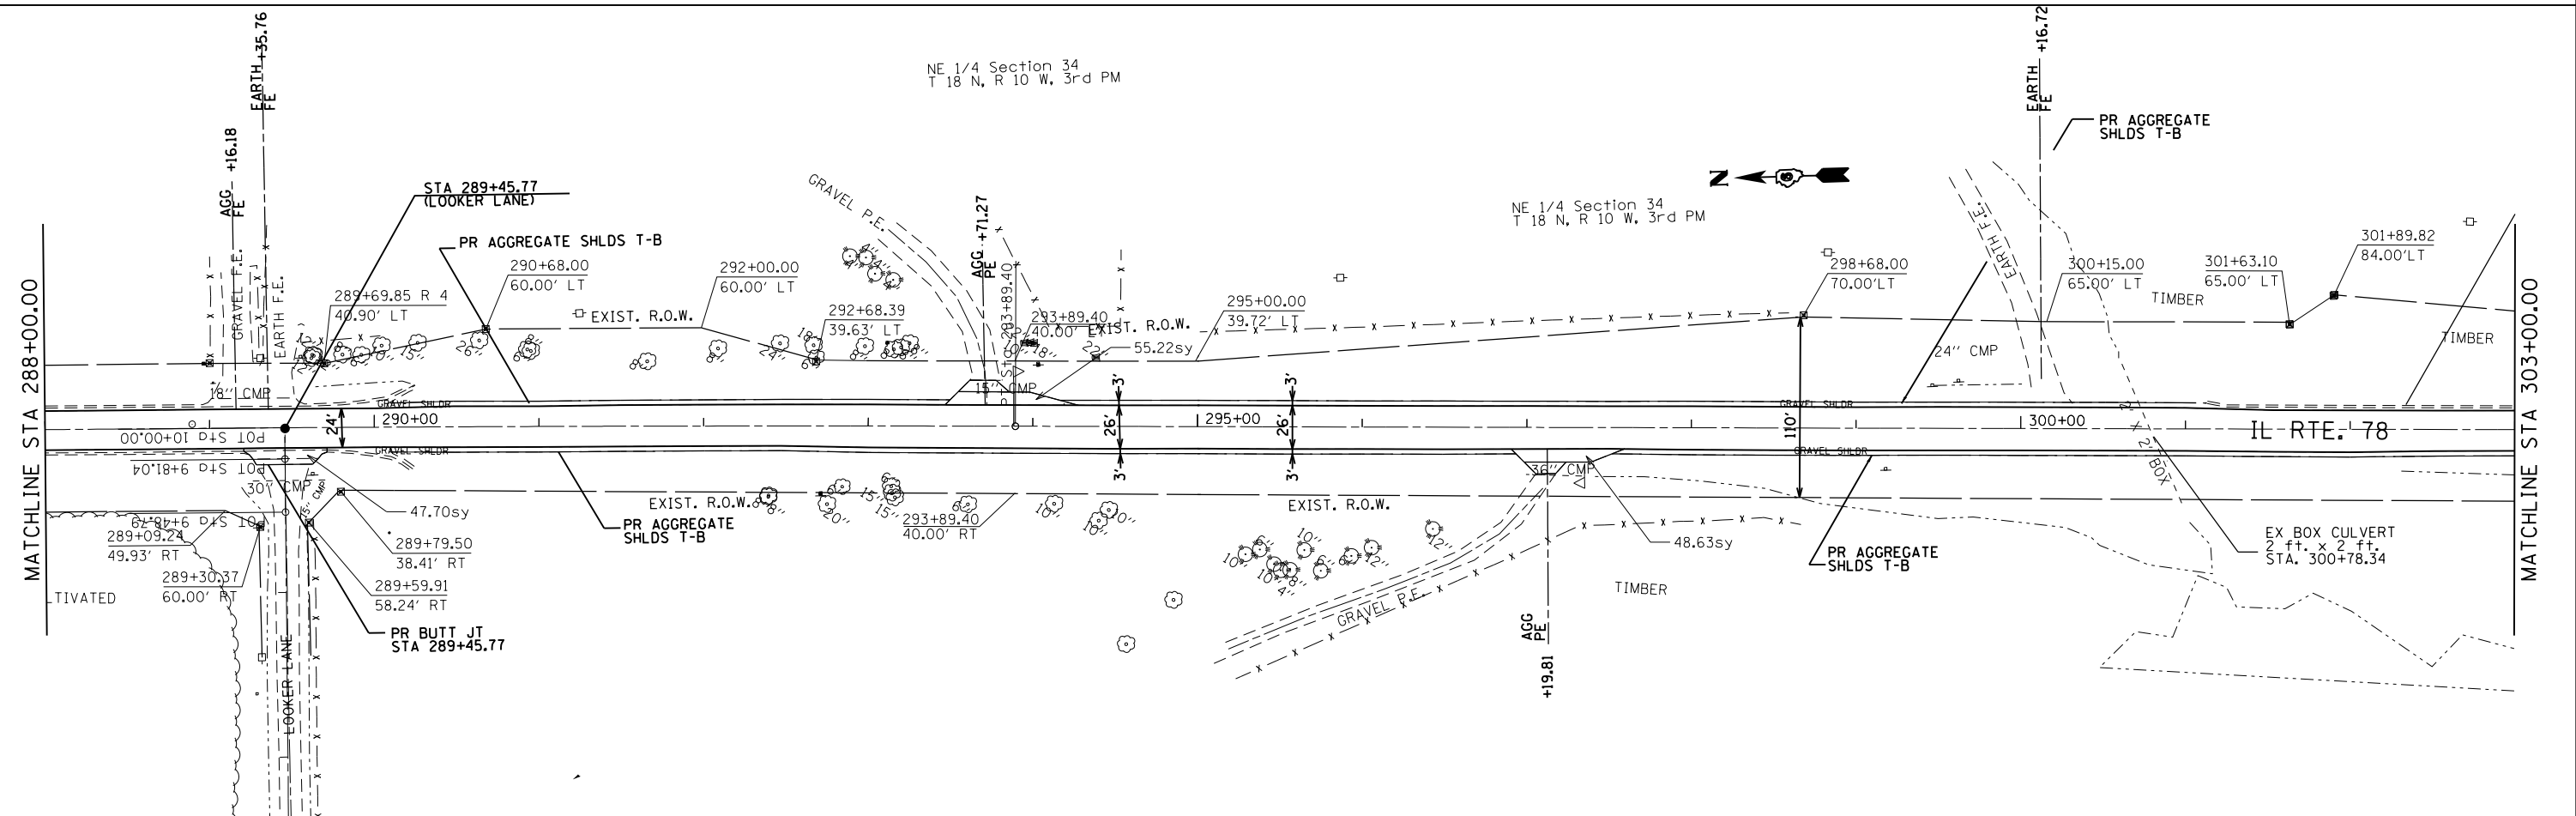 MATCHLINE STA 288+00.00
AGG FE +16.18
EARTH FE +35.76
GRAVEL F.E.
EARTH F.E.
18" CMP
STA 289+45.77
(LOOKER LANE)
PR AGGREGATE SHLDS T-B
289+69.85 R 4
40.90' LT
290+68.00
60.00' LT
EXIST. R.O.W.
292+00.00
60.00' LT
292+68.39
39.63' LT
GRAVEL P.E.
NE 1/4 Section 34
T 18 N, R 10 W, 3rd PM
AGG PE +71.27
293+89.40
40.00' LT
EXIST. R.O.W.
15" CMP
55.22sy
295+00.00
39.72' LT
NE 1/4 Section 34
T 18 N, R 10 W, 3rd PM
N
298+68.00
70.00'LT
EARTH F.E.
EARTH FE +16.72
PR AGGREGATE
SHLDS T-B
24" CMP
300+15.00
65.00' LT
TIMBER
301+63.10
65.00' LT
301+89.82
84.00'LT
TIMBER
GRAVEL SHLDR
GRAVEL SHLDR
24'
290+00
3'
26'
3'
3'
26'
3'
295+00
110'
300+00
IL RTE. 78
2' X 2' BOX
MATCHLINE STA 303+00.00
GRAVEL SHLDR
GRAVEL SHLDR
POT Sta 10+00.00
POT Sta 9+81.04
POT Sta 9+48.79
30" CMP
15" CMP
47.70sy
289+09.24
49.93' RT
289+30.37
60.00' RT
289+79.50
38.41' RT
289+59.91
58.24' RT
PR BUTT JT
STA 289+45.77
LOOKER LANE
EXIST. R.O.W.
PR AGGREGATE
SHLDS T-B
293+89.40
40.00' RT
EXIST. R.O.W.
GRAVEL P.E.
36" CMP
AGG PE +19.81
48.63sy
TIMBER
PR AGGREGATE
SHLDS T-B
EX BOX CULVERT
2 ft. x 2 ft.
STA. 300+78.34